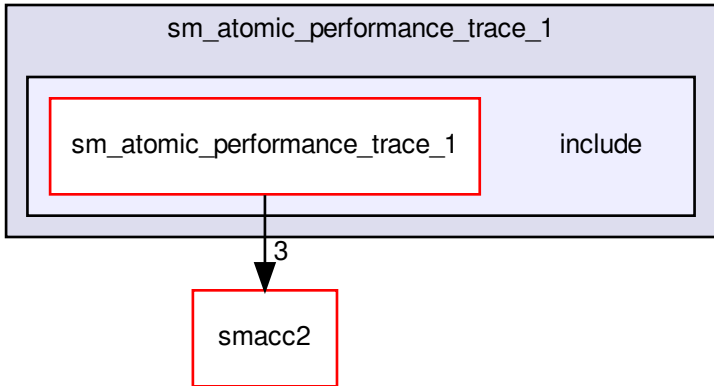 sm_atomic_performance_trace_1
sm_atomic_performance_trace_1
include
3
smacc2